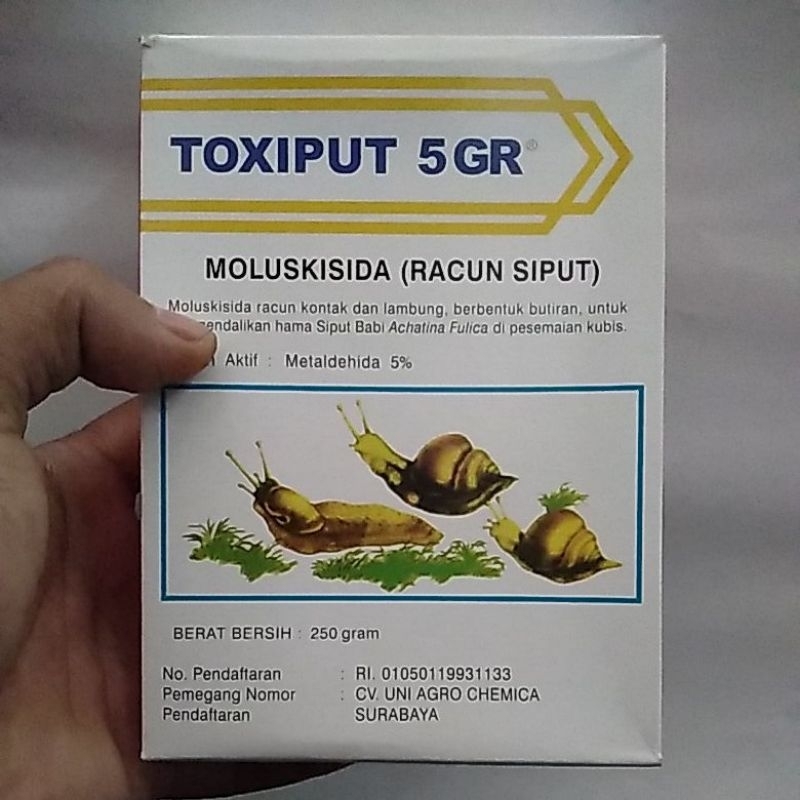 TOXIPUT 5GR®
MOLUSKISIDA (RACUN SIPUT)
Moluskisida racun kontak dan lambung, berbentuk butiran, untuk
endalikan hama Siput Babi Achatina Fulica di pesemaian kubis.
Aktif : Metaldehida 5%
BERAT BERSIH : 250 gram
No. Pendaftaran : RI. 01050119931133
Pemegang Nomor : CV. UNI AGRO CHEMICA
Pendaftaran SURABAYA